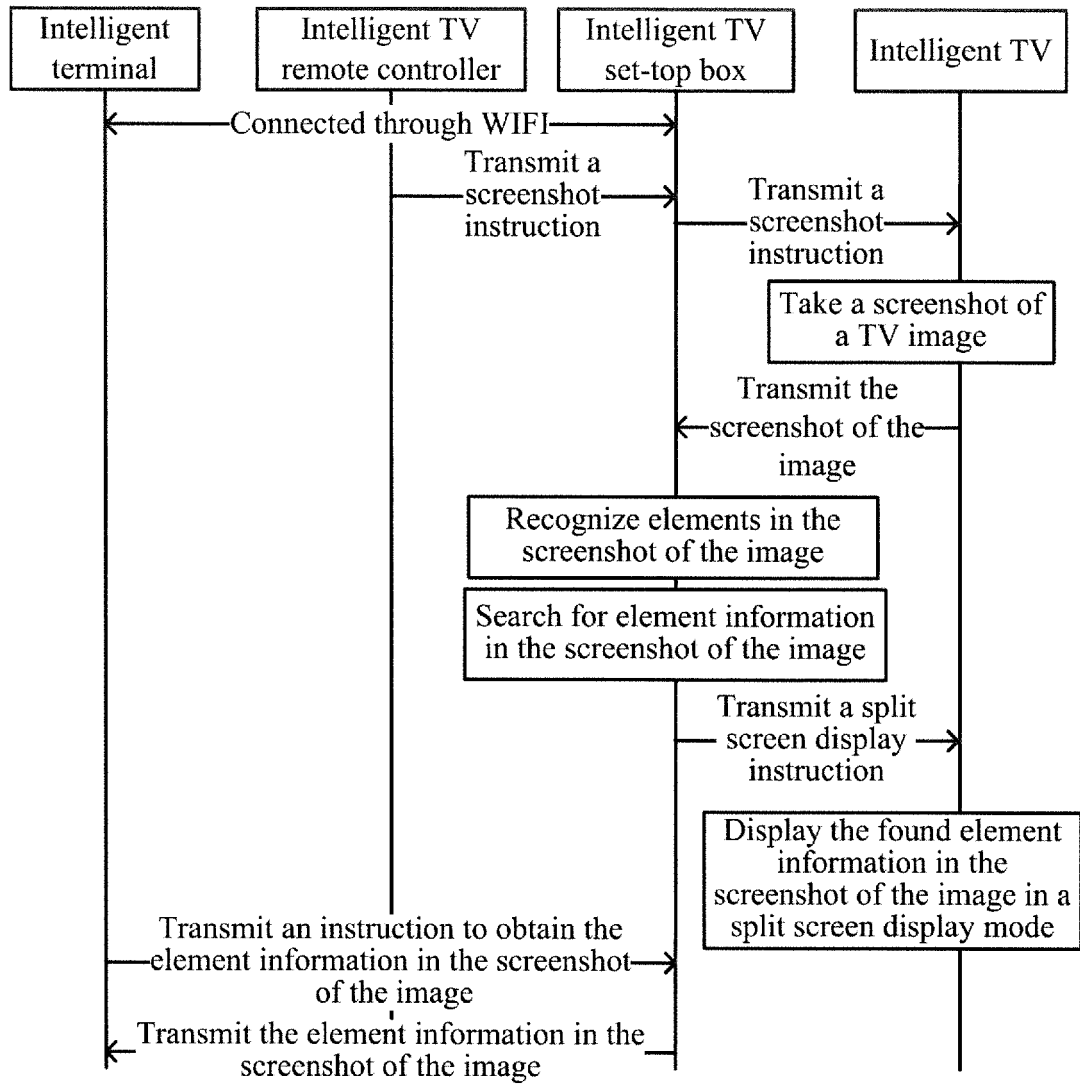 Intelligent
terminal
Intelligent TV
remote controller
Intelligent TV
set-top box
Intelligent TV
Connected through WIFI
Transmit a
screenshot
instruction
Transmit a
screenshot
instruction
Take a screenshot of
a TV image
Transmit the
screenshot of the
image
Recognize elements in the
screenshot of the image
Search for element information
in the screenshot of the image
Transmit a split
screen display
instruction
Display the found element
information in the
screenshot of the image in a
split screen display mode
Transmit an instruction to obtain the
element information in the screenshot
of the image
Transmit the element information in the
screenshot of the image